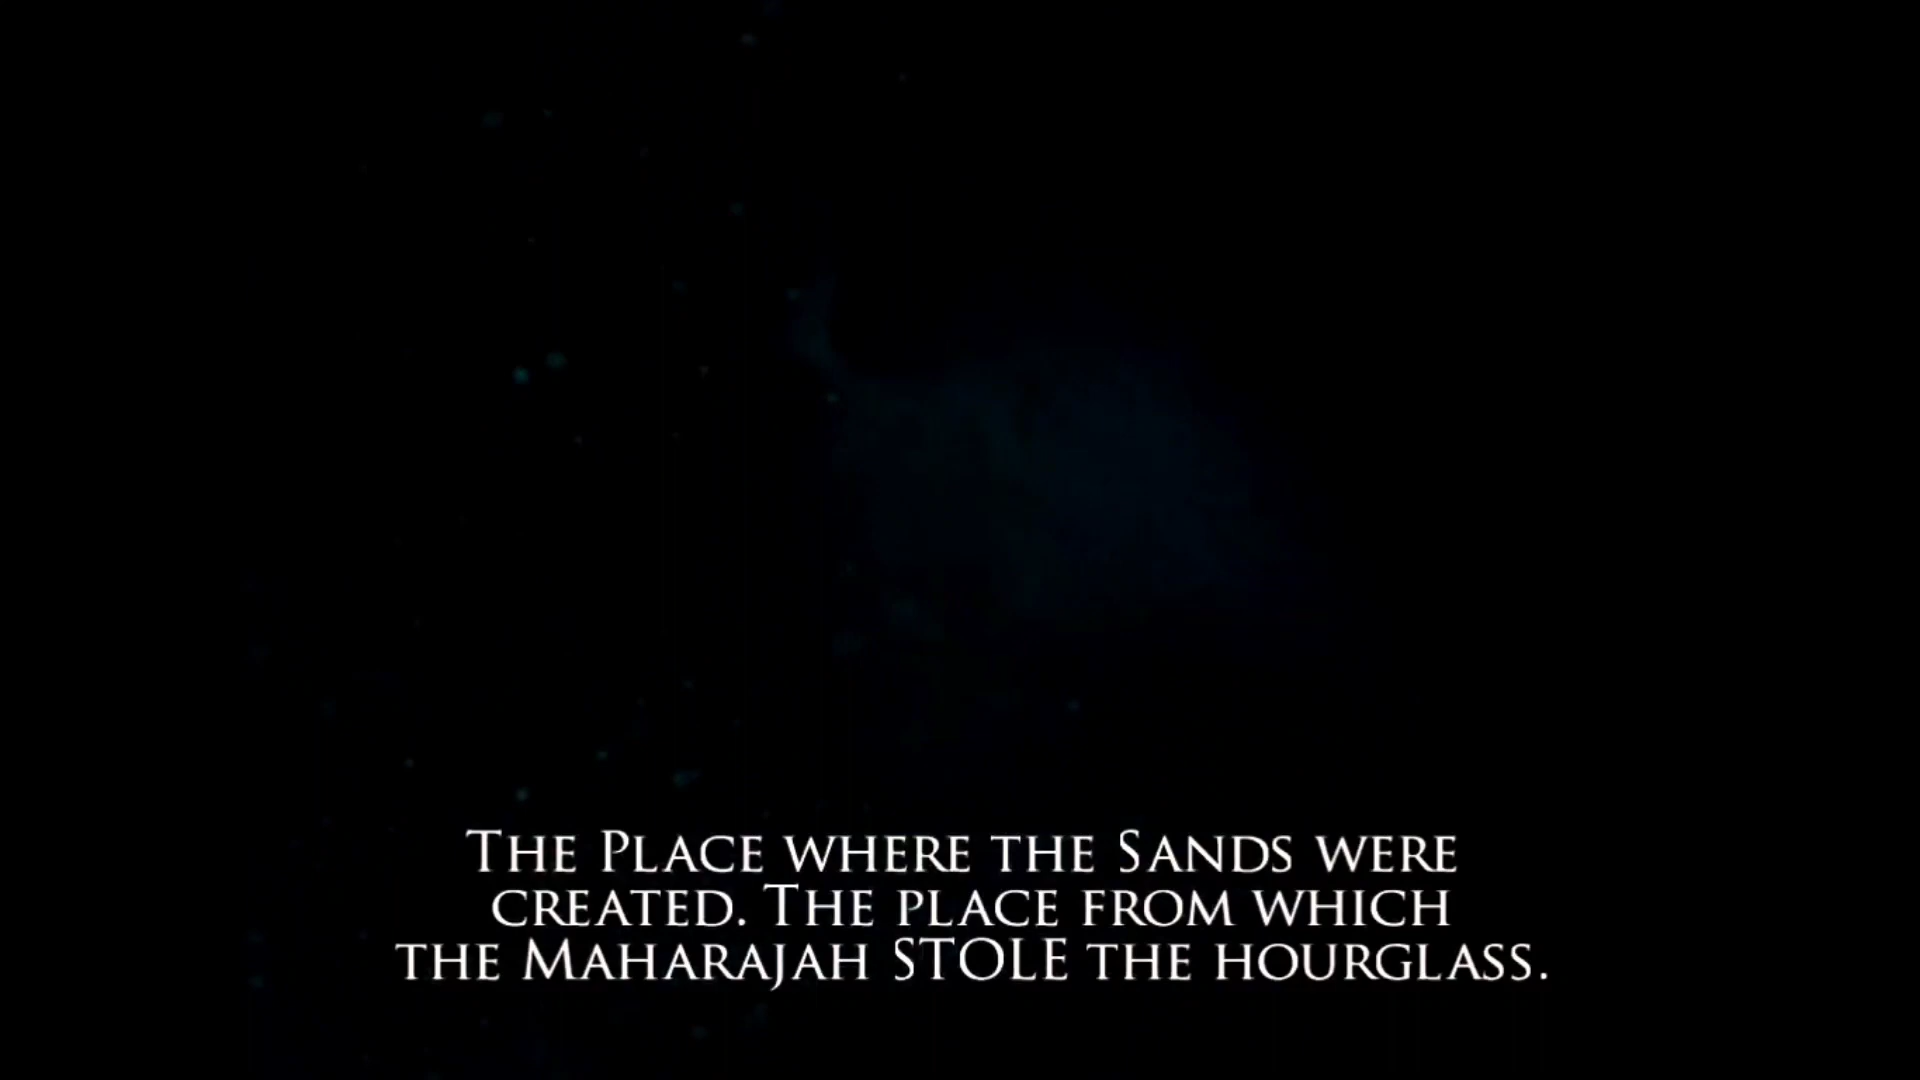 The Place where the Sands were
created. The place from which
the Maharajah STOLE the hourglass.